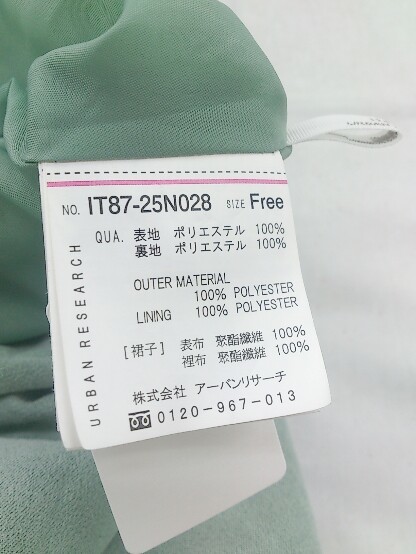 NO. IT87-25N028 SIZE Free
QUA. 表地 ポリエステル 100%
裏地 ポリエステル 100%
OUTER MATERIAL
100% POLYESTER
LINING 100% POLYESTER
[裙子] 表布 聚酯纖維 100%
裡布 聚酯纖維 100%
株式会社 アーバンリサーチ
0120-967-013
URBAN RESEARCH